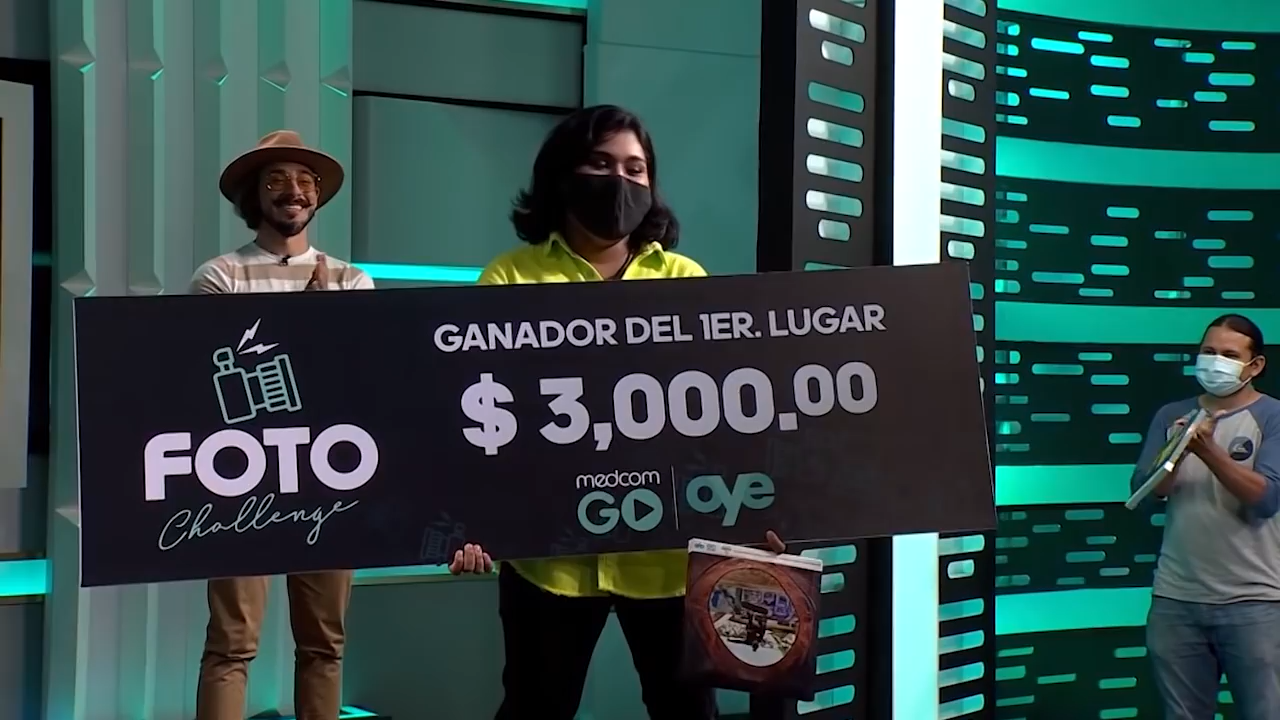 GANADOR DEL 1ER. LUGAR
$ 3,000.00
FOTO
Challenge
medcom
GO
oye